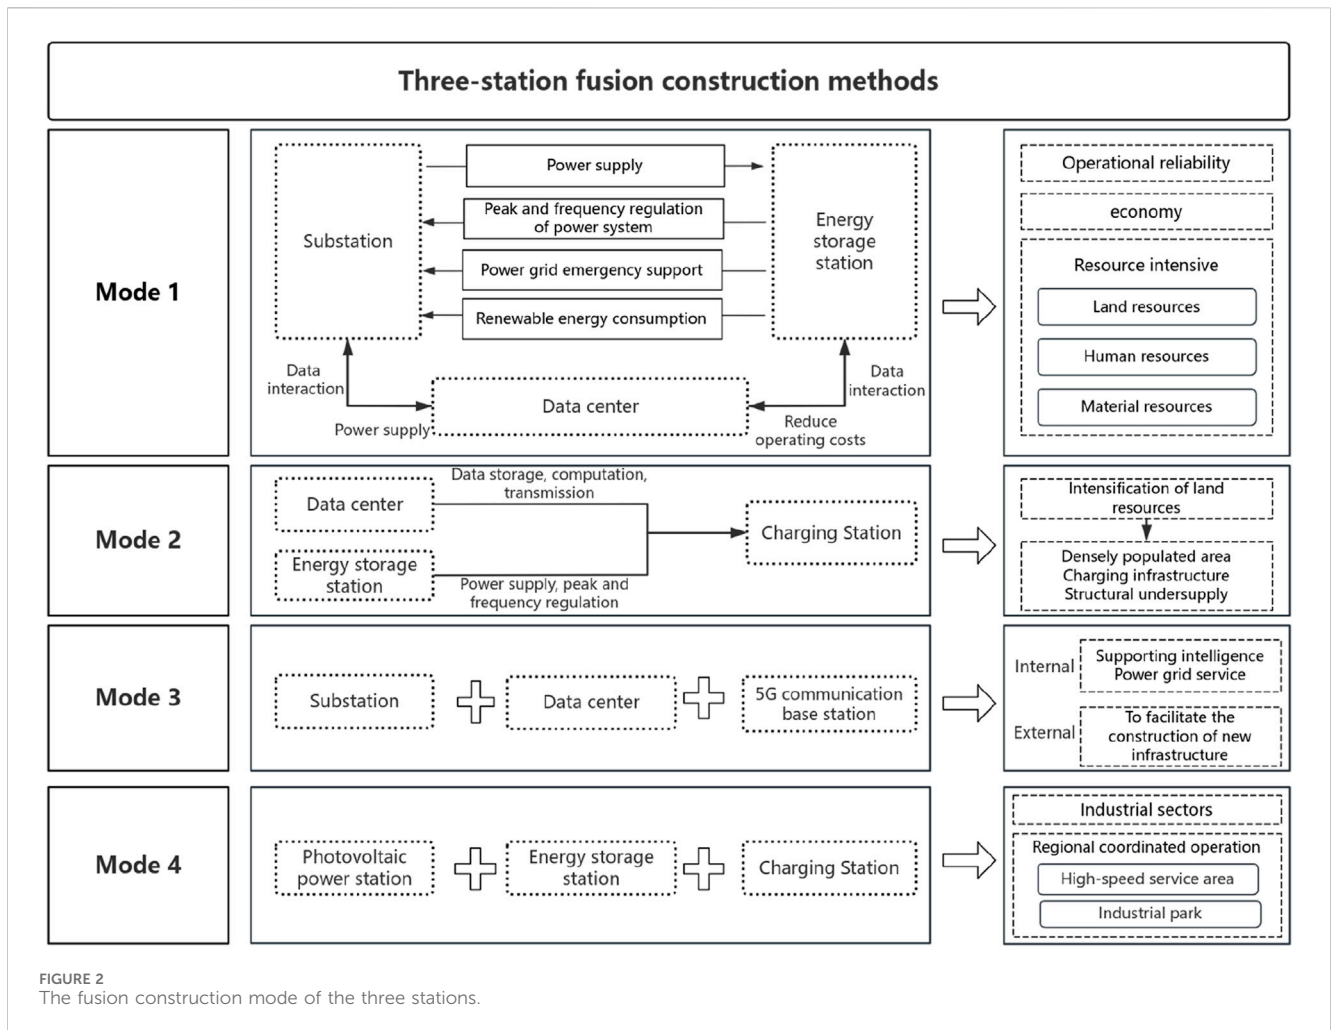 Three-station fusion construction methods
Mode 1
Substation
Power supply
Peak and frequency regulation
of power system
Power grid emergency support
Renewable energy consumption
Energy
storage
station
Data
interaction
Power supply
Data center
Data
interaction
Reduce
operating costs
Operational reliability
economy
Resource intensive
Land resources
Human resources
Material resources
Mode 2
Data center
Energy storage
station
Data storage, computation,
transmission
Power supply, peak and
frequency regulation
Charging Station
Intensification of land
resources
Densely populated area
Charging infrastructure
Structural undersupply
Mode 3
Substation
Data center
5G communication
base station
Internal
Supporting intelligence
Power grid service
External
To facilitate the
construction of new
infrastructure
Mode 4
Photovoltaic
power station
Energy storage
station
Charging Station
Industrial sectors
Regional coordinated operation
High-speed service area
Industrial park
FIGURE 2
The fusion construction mode of the three stations.